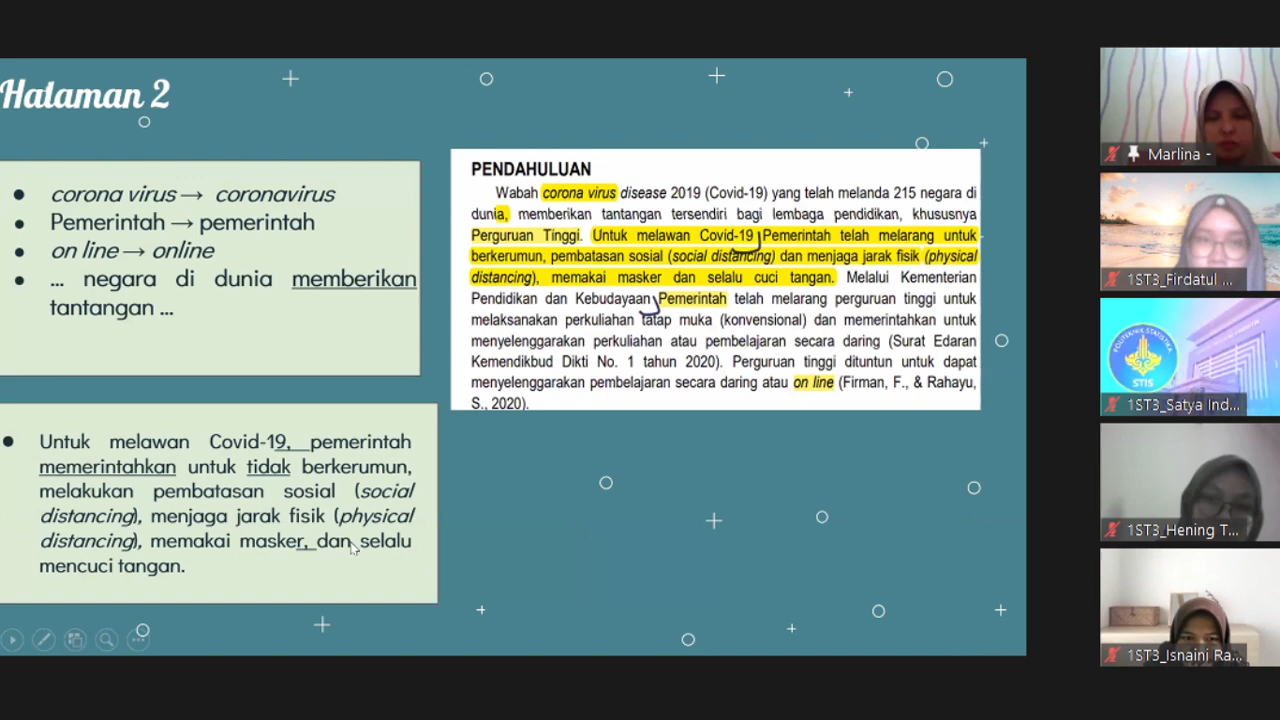 Halaman 2
corona virus → coronavirus
Pemerintah → pemerintah
on line → online
... negara di dunia memberikan
tantangan ...
Untuk melawan Covid-19, pemerintah
memerintahkan untuk tidak berkerumun,
melakukan pembatasan sosial (social
distancing), menjaga jarak fisik (physical
distancing), memakai masker, dan selalu
mencuci tangan.
PENDAHULUAN
Wabah corona virus disease 2019 (Covid-19) yang telah melanda 215 negara di
dunia, memberikan tantangan tersendiri bagi lembaga pendidikan, khususnya
Perguruan Tinggi. Untuk melawan Covid-19 Pemerintah telah melarang untuk
berkerumun, pembatasan sosial (social distancing) dan menjaga jarak fisik (physical
distancing), memakai masker dan selalu cuci tangan. Melalui Kementerian
Pendidikan dan Kebudayaan Pemerintah telah melarang perguruan tinggi untuk
melaksanakan perkuliahan tatap muka (konvensional) dan memerintahkan untuk
menyelenggarakan perkuliahan atau pembelajaran secara daring (Surat Edaran
Kemendikbud Dikti No. 1 tahun 2020). Perguruan tinggi dituntun untuk dapat
menyelenggarakan pembelajaran secara daring atau on line (Firman, F., & Rahayu,
S., 2020).
Marlina -
1ST3_Firdatul ...
POLITEKNIK STATISTIKA
STIS
1ST3_Satya Ind...
1ST3_Hening T...
1ST3_Isnaini Ra...